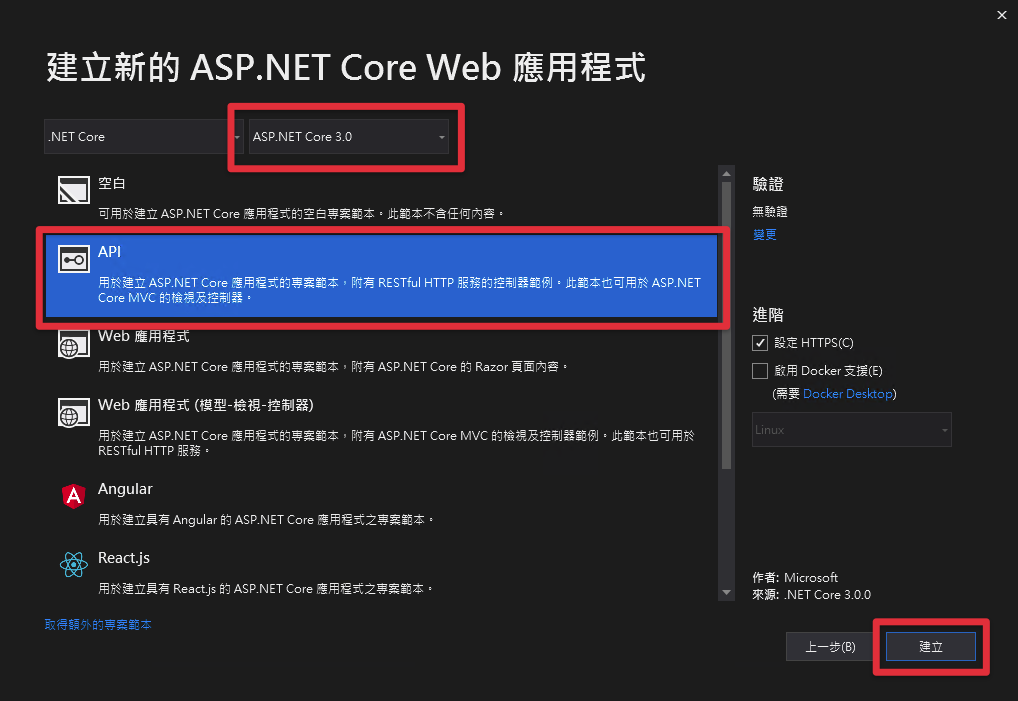 建立新的 ASP.NET Core Web 應用程式
.NET Core
ASP.NET Core 3.0
空白
可用於建立 ASP.NET Core 應用程式的空白專案範本。此範本不含任何內容。
API
用於建立 ASP.NET Core 應用程式的專案範本，附有 RESTful HTTP 服務的控制器範例。此範本也可用於 ASP.NET
Core MVC 的檢視及控制器。
Web 應用程式
用於建立 ASP.NET Core 應用程式的專案範本，附有 ASP.NET Core 的 Razor 頁面內容。
Web 應用程式 (模型-檢視-控制器)
用於建立 ASP.NET Core 應用程式的專案範本，附有 ASP.NET Core MVC 的檢視及控制器範例。此範本也可用於
RESTful HTTP 服務。
Angular
用於建立具有 Angular 的 ASP.NET Core 應用程式之專案範本。
React.js
用於建立具有 React.js 的 ASP.NET Core 應用程式之專案範本。
取得額外的專案範本
驗證
無驗證
變更
進階
設定 HTTPS(C)
啟用 Docker 支援(E)
(需要 Docker Desktop)
Linux
作者: Microsoft
來源: .NET Core 3.0.0
上一步(B)
建立